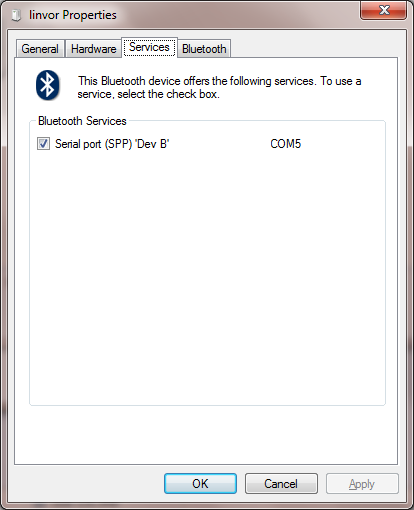 linvor Properties
General Hardware Services Bluetooth
This Bluetooth device offers the following services. To use a
service, select the check box.
Bluetooth Services
Serial port (SPP) 'Dev B' COM5
OK Cancel Apply